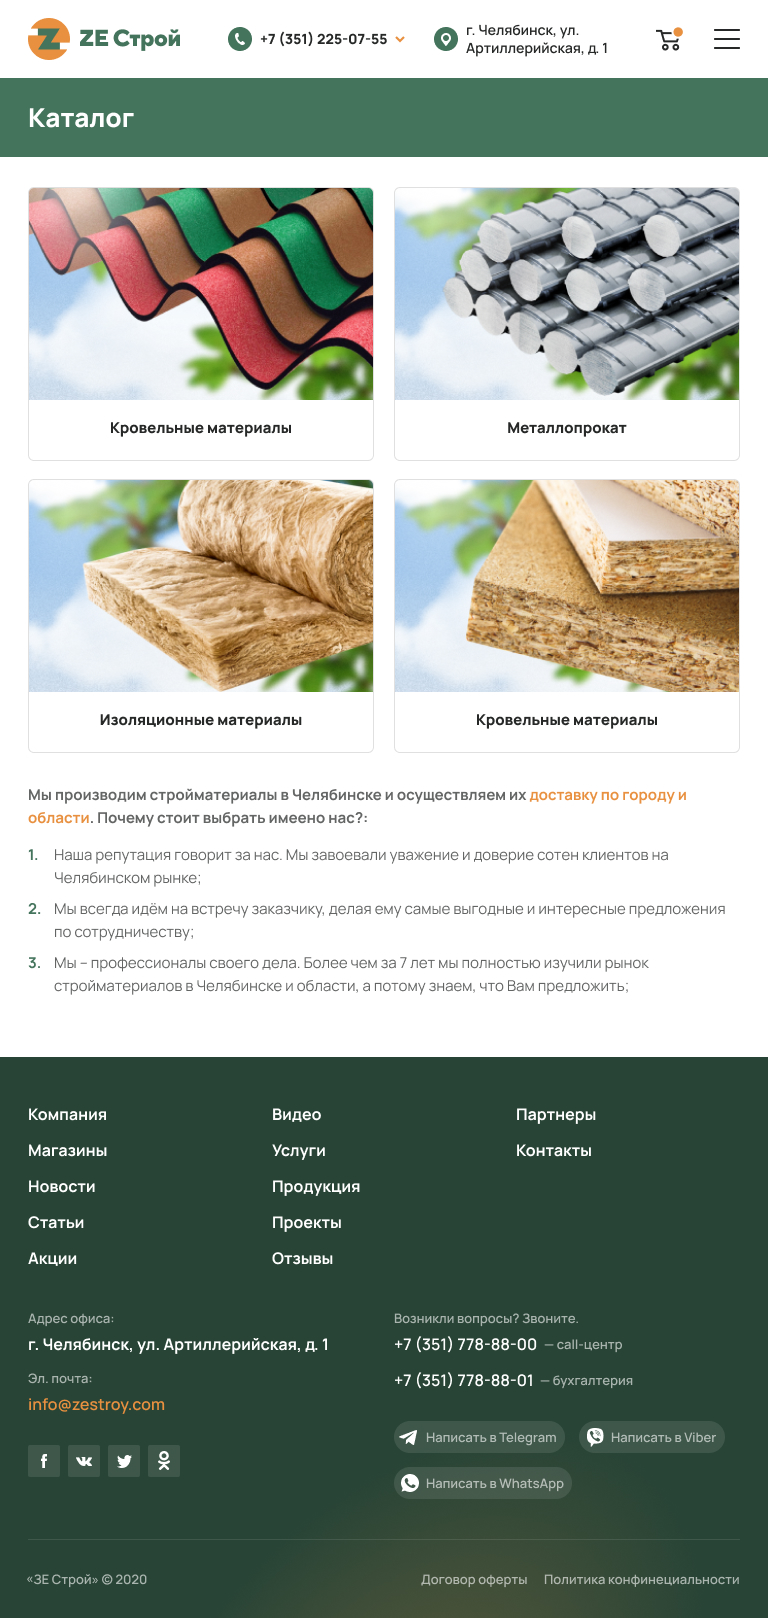 ZE Строй
+7 (351) 225-07-55
г. Челябинск, ул.
Артиллерийская, д. 1
Каталог
Кровельные материалы
Металлопрокат
Изоляционные материалы
Кровельные материалы
Мы производим стройматериалы в Челябинске и осуществляем их доставку по городу и
области. Почему стоит выбрать имеено нас?:
1. Наша репутация говорит за нас. Мы завоевали уважение и доверие сотен клиентов на
Челябинском рынке;
2. Мы всегда идём на встречу заказчику, делая ему самые выгодные и интересные предложения
по сотрудничеству;
3. Мы – профессионалы своего дела. Более чем за 7 лет мы полностью изучили рынок
стройматериалов в Челябинске и области, а потому знаем, что Вам предложить;
Компания
Видео
Партнеры
Магазины
Услуги
Контакты
Новости
Продукция
Статьи
Проекты
Акции
Отзывы
Адрес офиса:
г. Челябинск, ул. Артиллерийская, д. 1
Эл. почта:
info@zestroy.com
Возникли вопросы? Звоните.
+7 (351) 778-88-00 — call-центр
+7 (351) 778-88-01 — бухгалтерия
Написать в Telegram
Написать в Viber
Написать в WhatsApp
«ЗЕ Строй» © 2020
Договор оферты
Политика конфинециальности